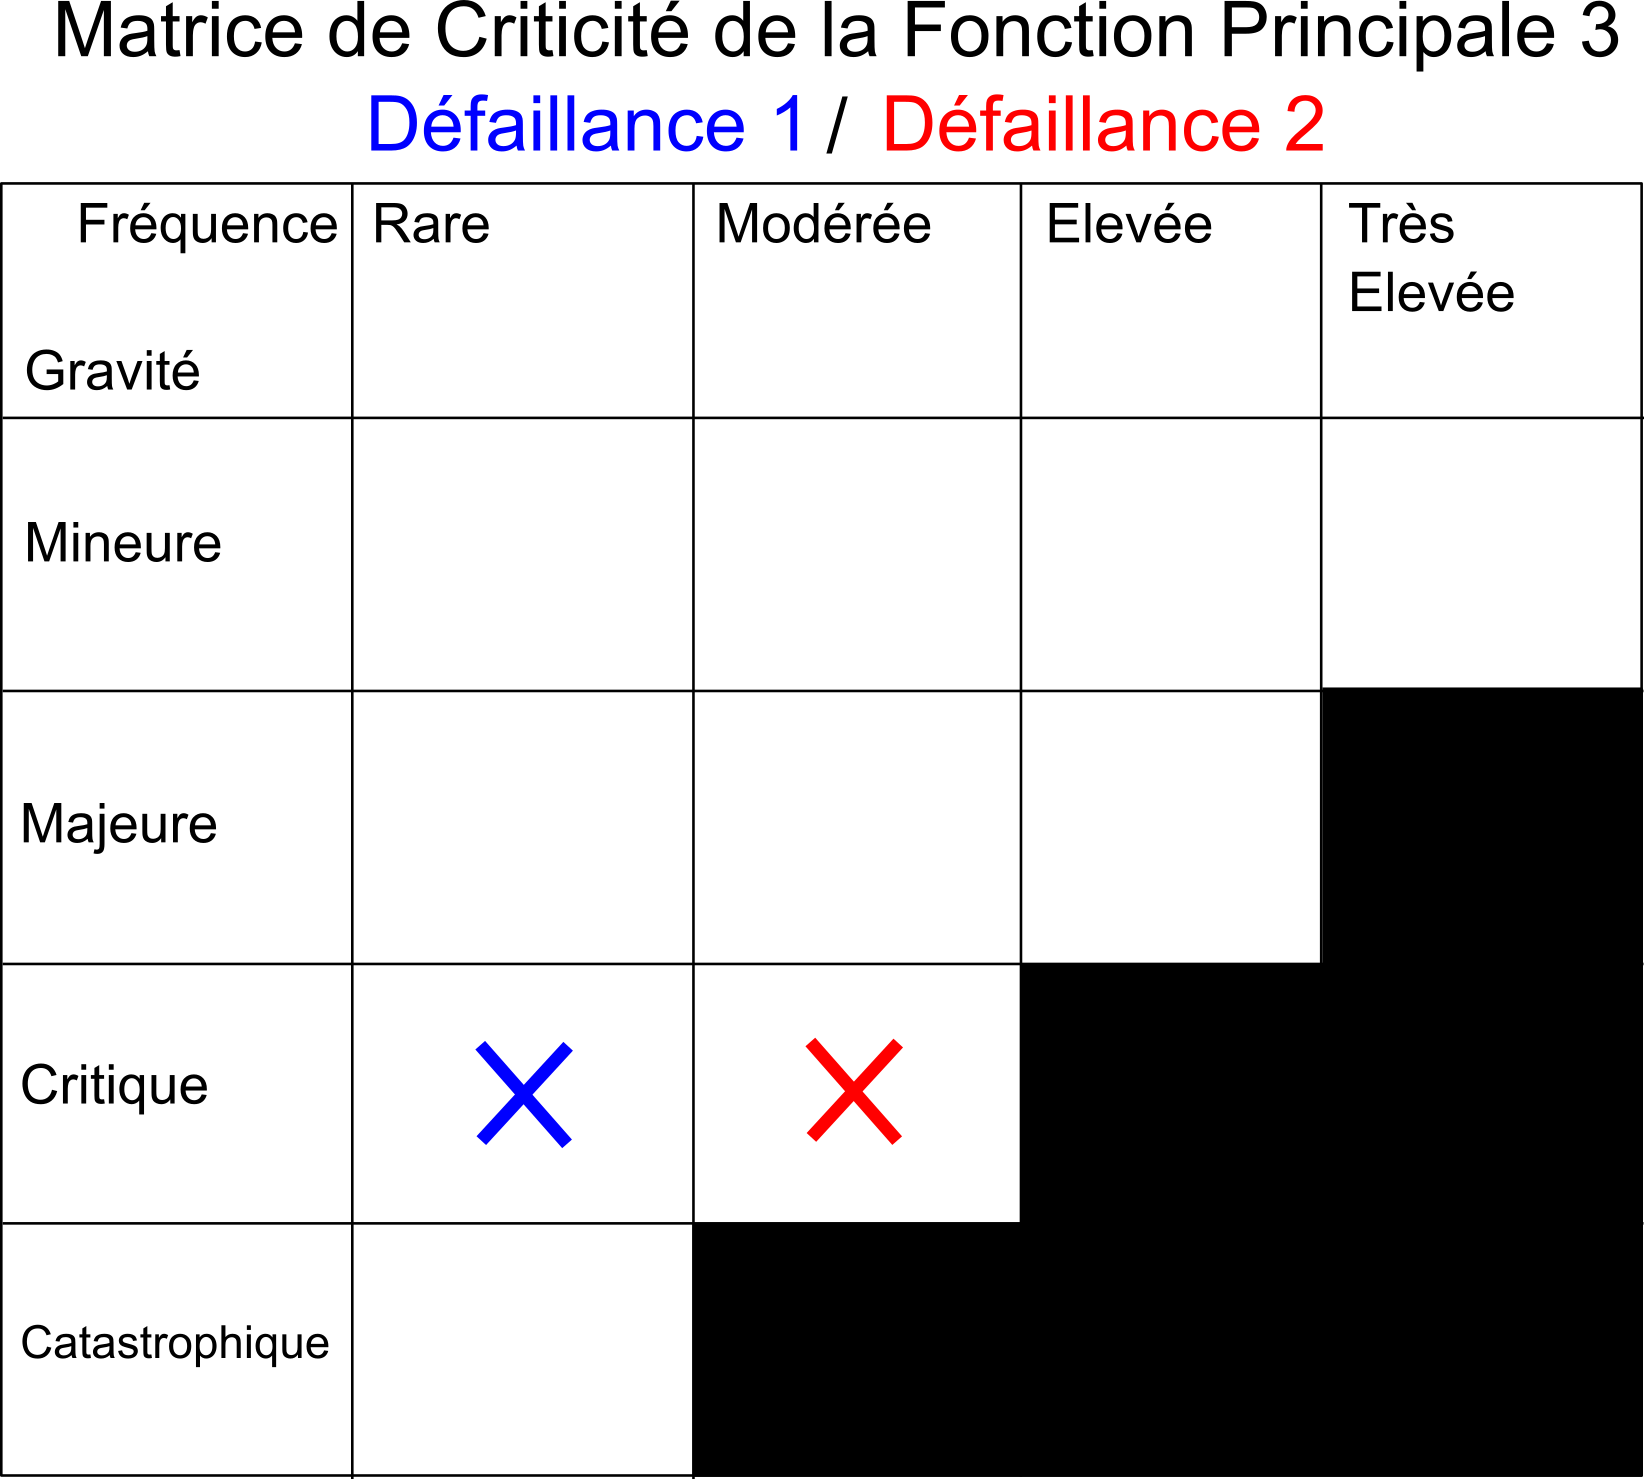 Matrice de Criticité de la Fonction Principale 3
Défaillance 1 / Défaillance 2
Fréquence
Rare
Modérée
Elevée
Très
Elevée
Gravité
Mineure
Majeure
Critique
Catastrophique